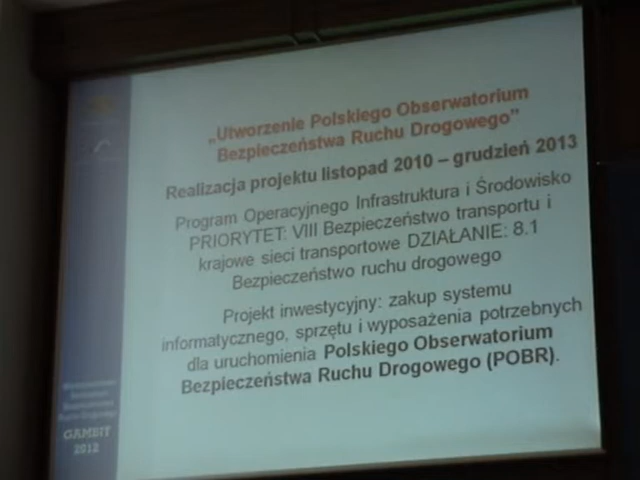 „Utworzenie Polskiego Obserwatorium
Bezpieczeństwa Ruchu Drogowego”
Realizacja projektu listopad 2010 – grudzień 2013
Program Operacyjnego Infrastruktura i Środowisko
PRIORYTET: VIII Bezpieczeństwo transportu i
krajowe sieci transportowe DZIAŁANIE: 8.1
Bezpieczeństwo ruchu drogowego
Projekt inwestycyjny: zakup systemu
informatycznego, sprzętu i wyposażenia potrzebnych
dla uruchomienia Polskiego Obserwatorium
Bezpieczeństwa Ruchu Drogowego (POBR).
GAMBIT
2012